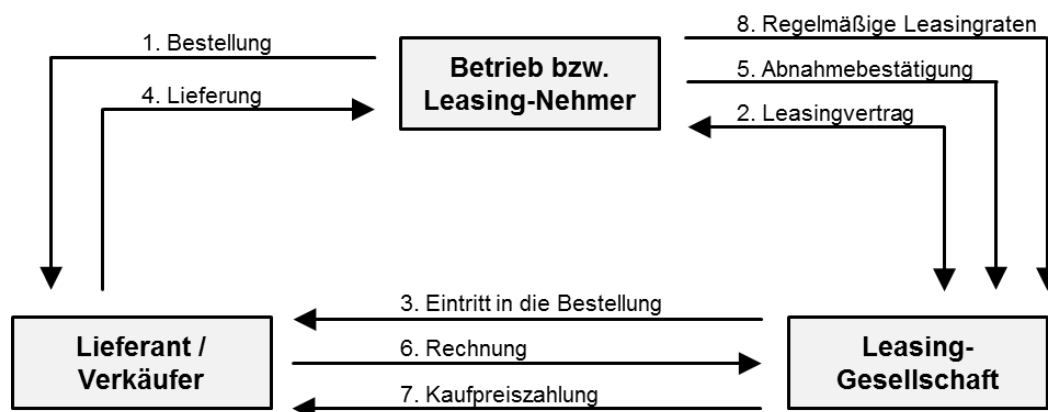 8. Regelmäßige Leasingraten
1. Bestellung
Betrieb bzw.
Leasing-Nehmer
5. Abnahmebestätigung
4. Lieferung
2. Leasingvertrag
3. Eintritt in die Bestellung
Lieferant /
Verkäufer
6. Rechnung
Leasing-
Gesellschaft
7. Kaufpreiszahlung